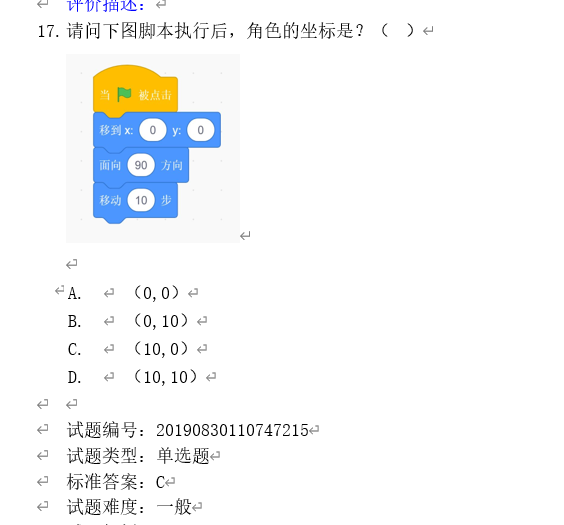 评价描述：
17. 请问下图脚本执行后，角色的坐标是？（ ）
当 被点击
移到 x: 0 y: 0
面向 90 方向
移动 10 步
A. （0,0）
B. （0,10）
C. （10,0）
D. （10,10）
试题编号：20190830110747215
试题类型：单选题
标准答案：C
试题难度：一般